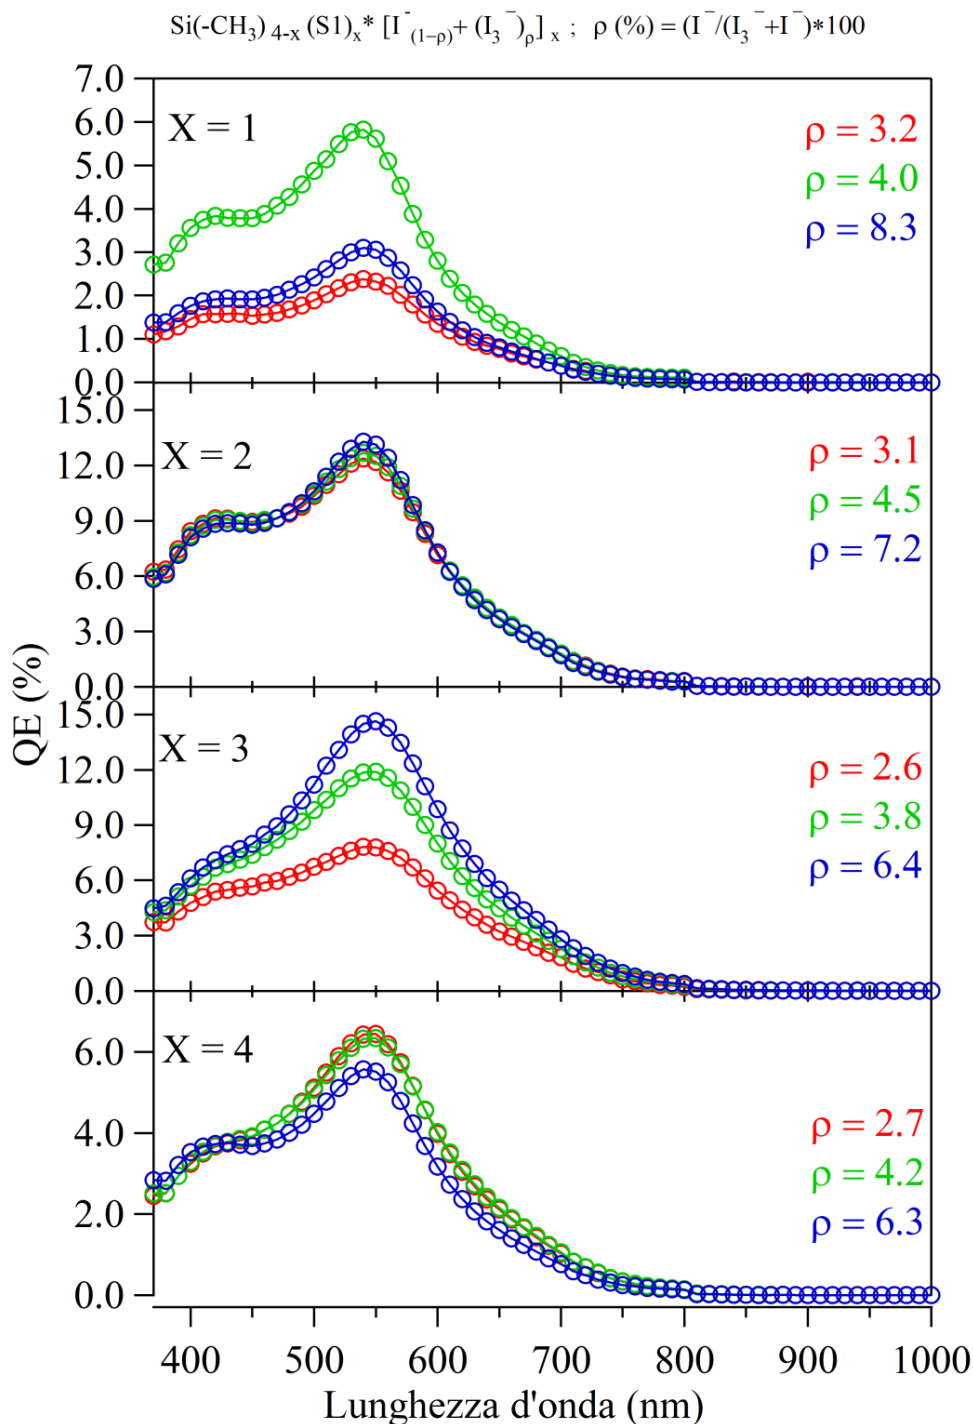 Si(-CH₃)₄₋ₓ (S1)ₓ* [I⁻₍₁₋ᵨ₎+ (I₃⁻)ᵨ]ₓ ; ρ (%) = (I⁻/(I₃⁻+I⁻)*100
7.0
6.0
5.0
4.0
3.0
2.0
1.0
0.0
X = 1
ρ = 3.2
ρ = 4.0
ρ = 8.3
15.0
12.0
9.0
6.0
3.0
0.0
X = 2
ρ = 3.1
ρ = 4.5
ρ = 7.2
QE (%)
15.0
12.0
9.0
6.0
3.0
0.0
X = 3
ρ = 2.6
ρ = 3.8
ρ = 6.4
6.0
4.0
2.0
0.0
X = 4
ρ = 2.7
ρ = 4.2
ρ = 6.3
400 500 600 700 800 900 1000
Lunghezza d'onda (nm)